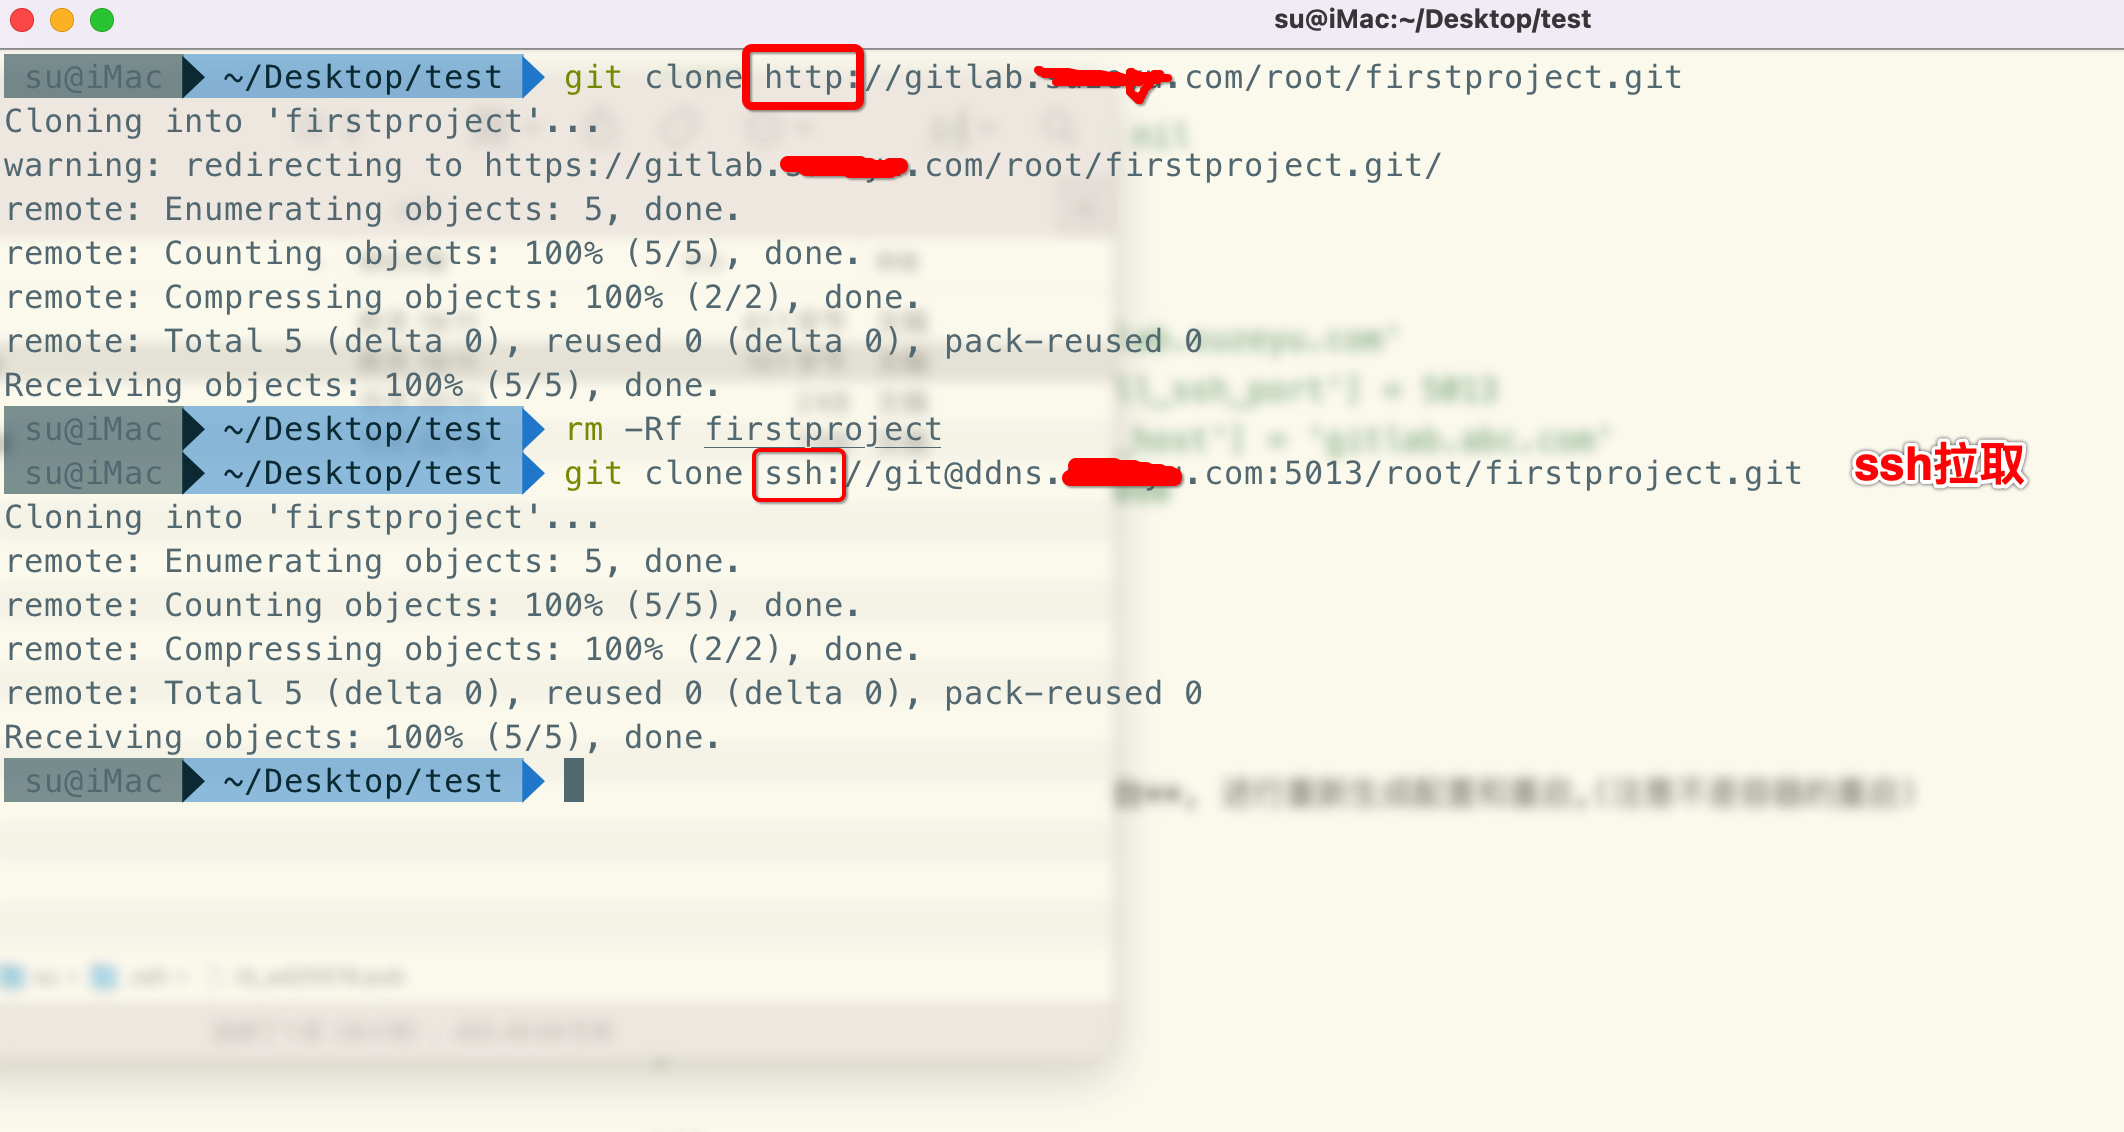 su@iMac:~/Desktop/test
su@iMac ~/Desktop/test git clone http://gitlab. .com/root/firstproject.git
Cloning into 'firstproject'...
warning: redirecting to https://gitlab. .com/root/firstproject.git/
remote: Enumerating objects: 5, done.
remote: Counting objects: 100% (5/5), done.
remote: Compressing objects: 100% (2/2), done.
remote: Total 5 (delta 0), reused 0 (delta 0), pack-reused 0
Receiving objects: 100% (5/5), done.
su@iMac ~/Desktop/test rm -Rf firstproject
su@iMac ~/Desktop/test git clone ssh://git@ddns. .com:5013/root/firstproject.git ssh拉取
Cloning into 'firstproject'...
remote: Enumerating objects: 5, done.
remote: Counting objects: 100% (5/5), done.
remote: Compressing objects: 100% (2/2), done.
remote: Total 5 (delta 0), reused 0 (delta 0), pack-reused 0
Receiving objects: 100% (5/5), done.
su@iMac ~/Desktop/test